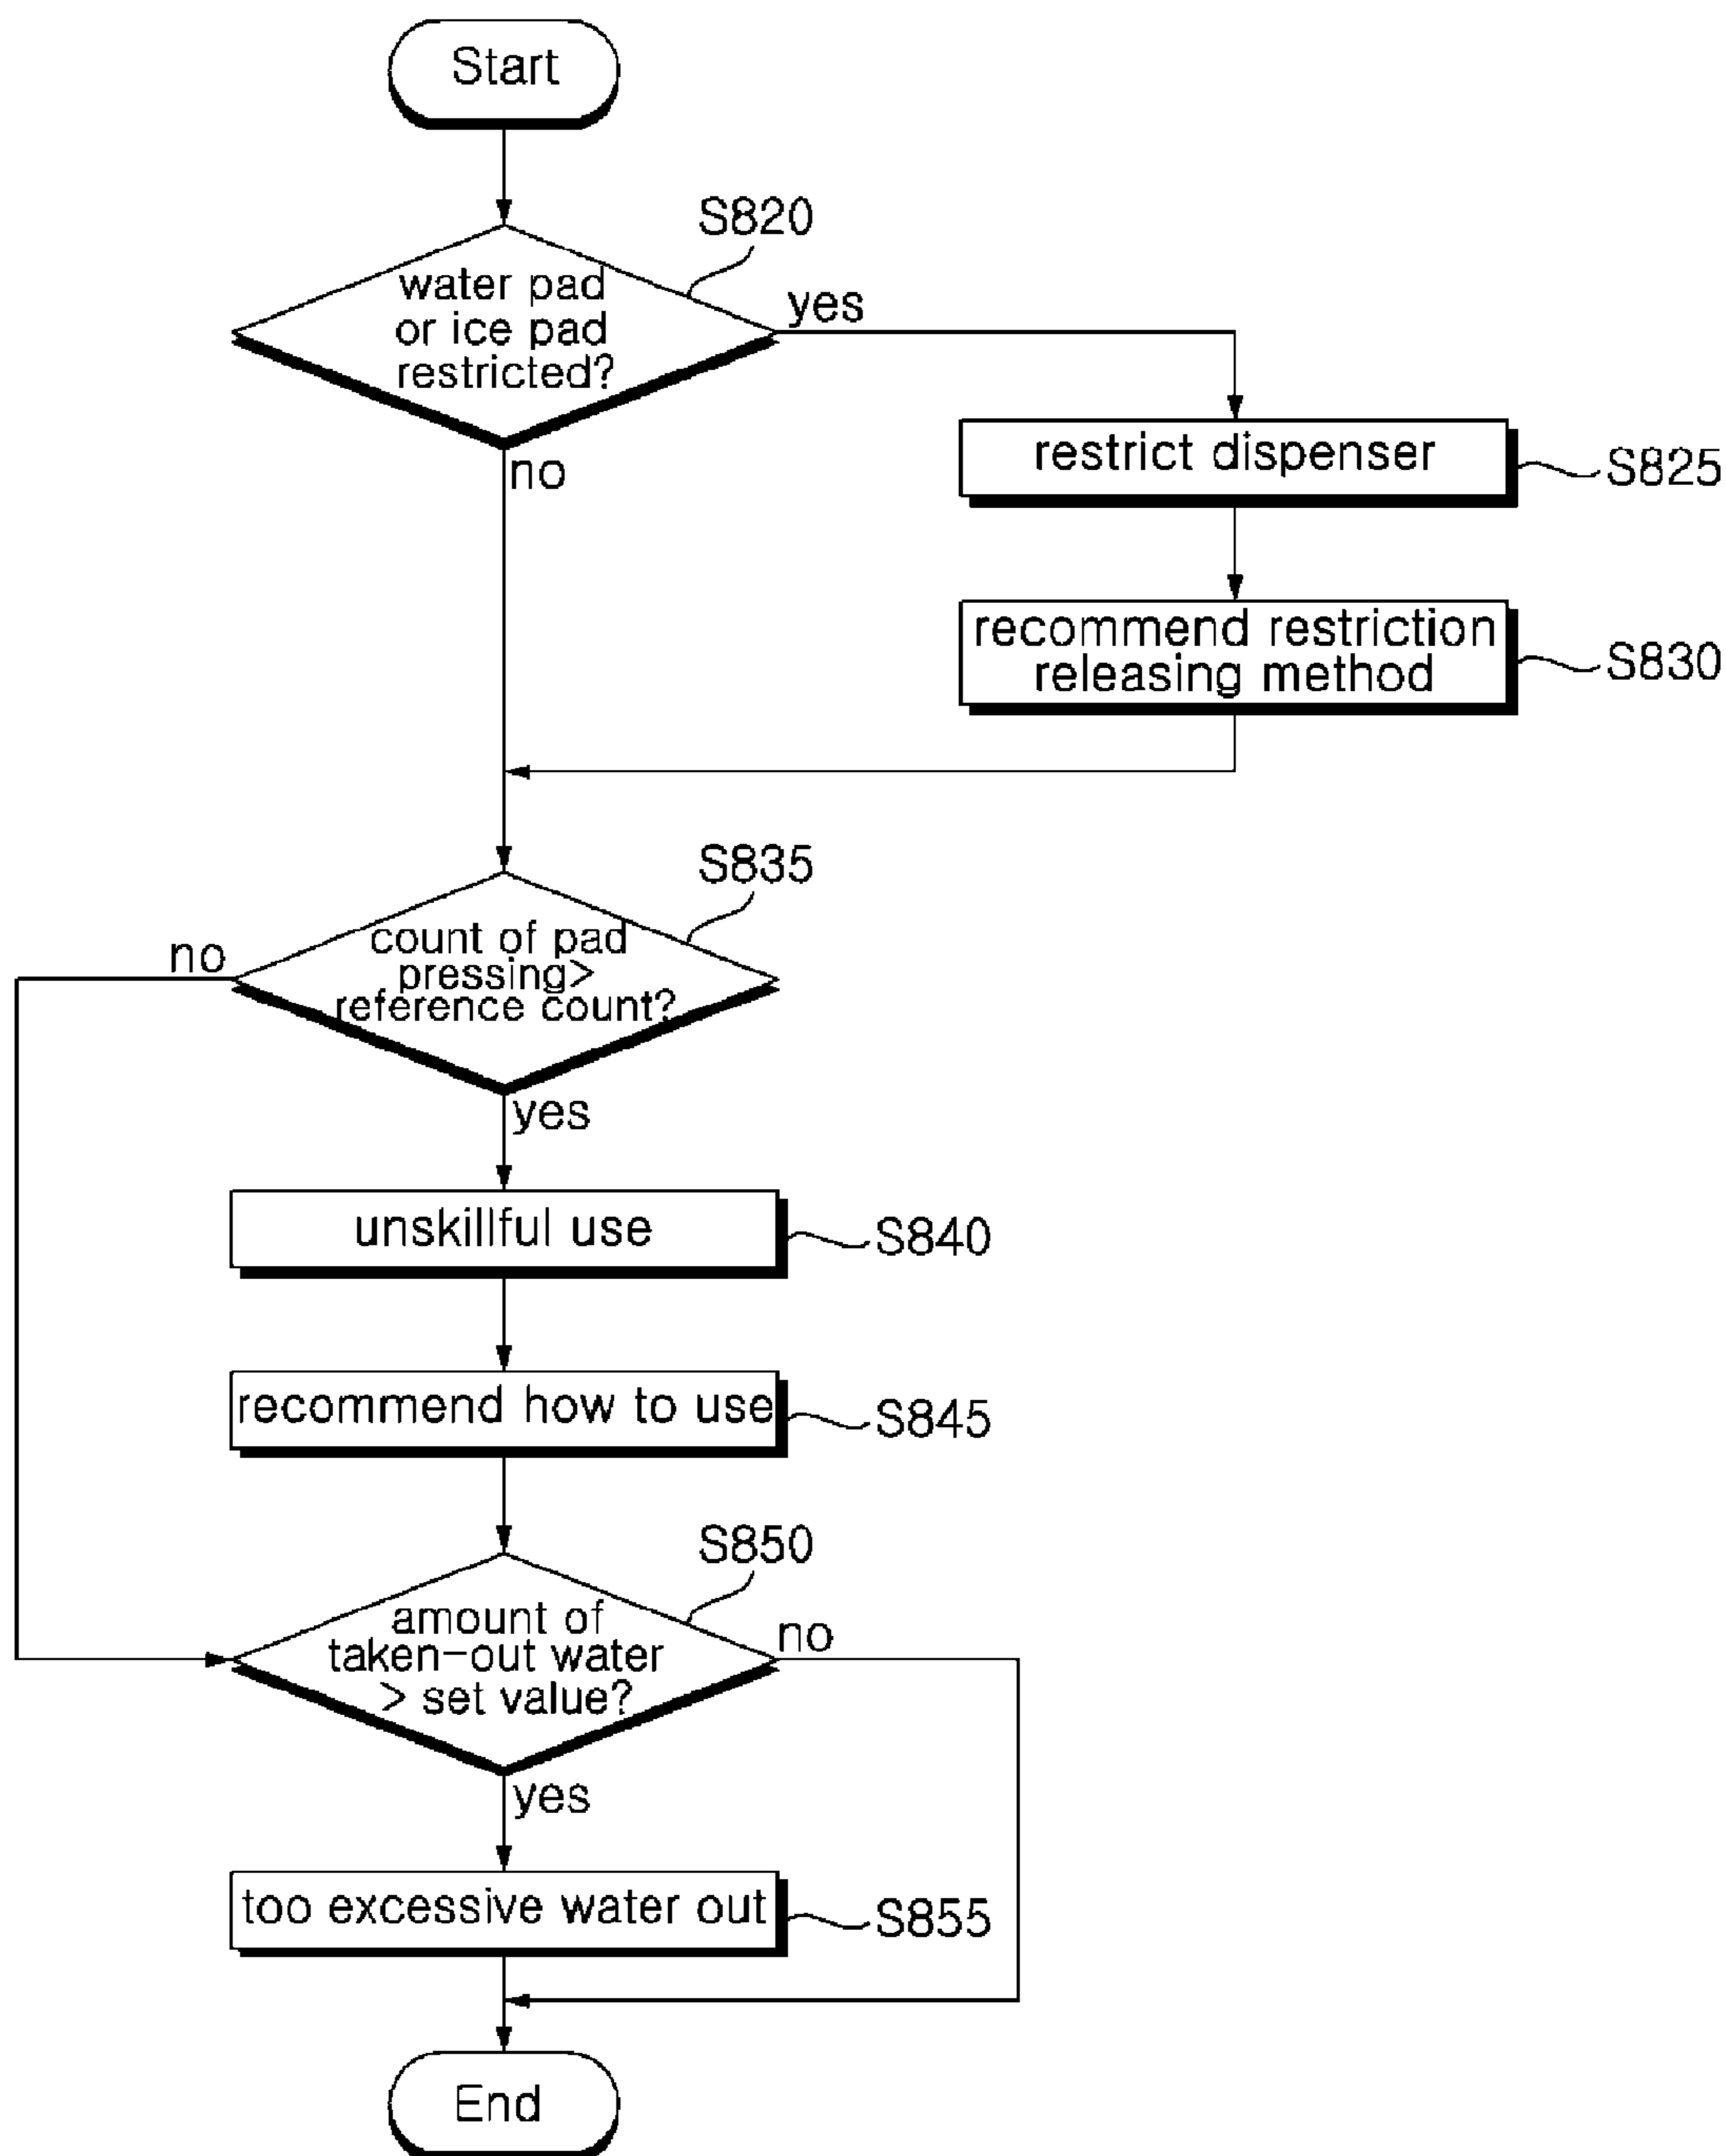 Start
S820
water pad
or ice pad
restricted?
yes
no
restrict dispenser
S825
recommend restriction
releasing method
S830
S835
count of pad
pressing>
reference count?
no
yes
unskillful use
S840
recommend how to use
S845
S850
amount of
taken-out water
> set value?
no
yes
too excessive water out
S855
End